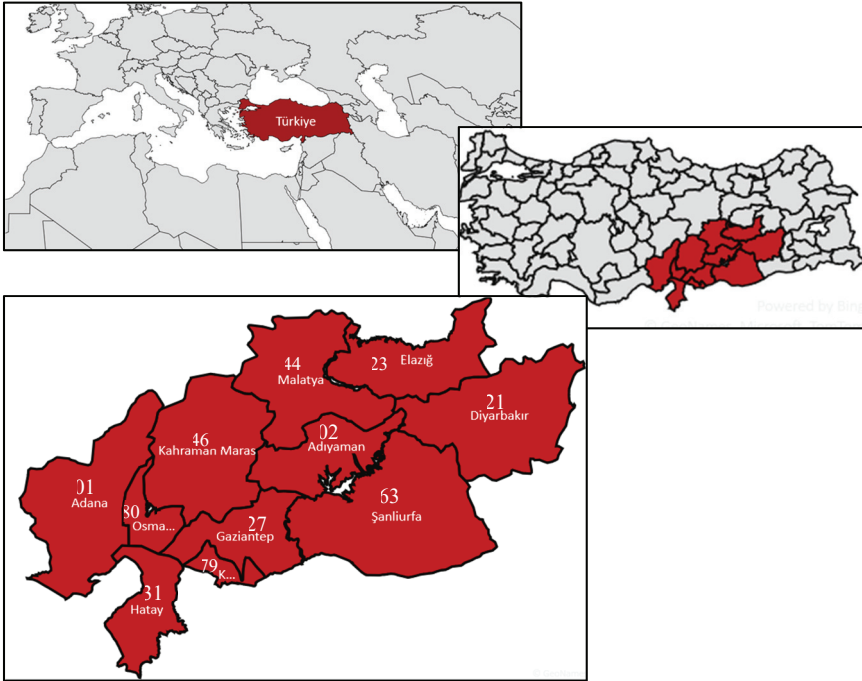 Türkiye
Powered by Bing
44
Malatya
23 Elazığ
21
Diyarbakır
46
Kahraman Maras
02
Adıyaman
01
Adana
80
Osma...
63
Şanliurfa
27
Gaziantep
79
K...
31
Hatay